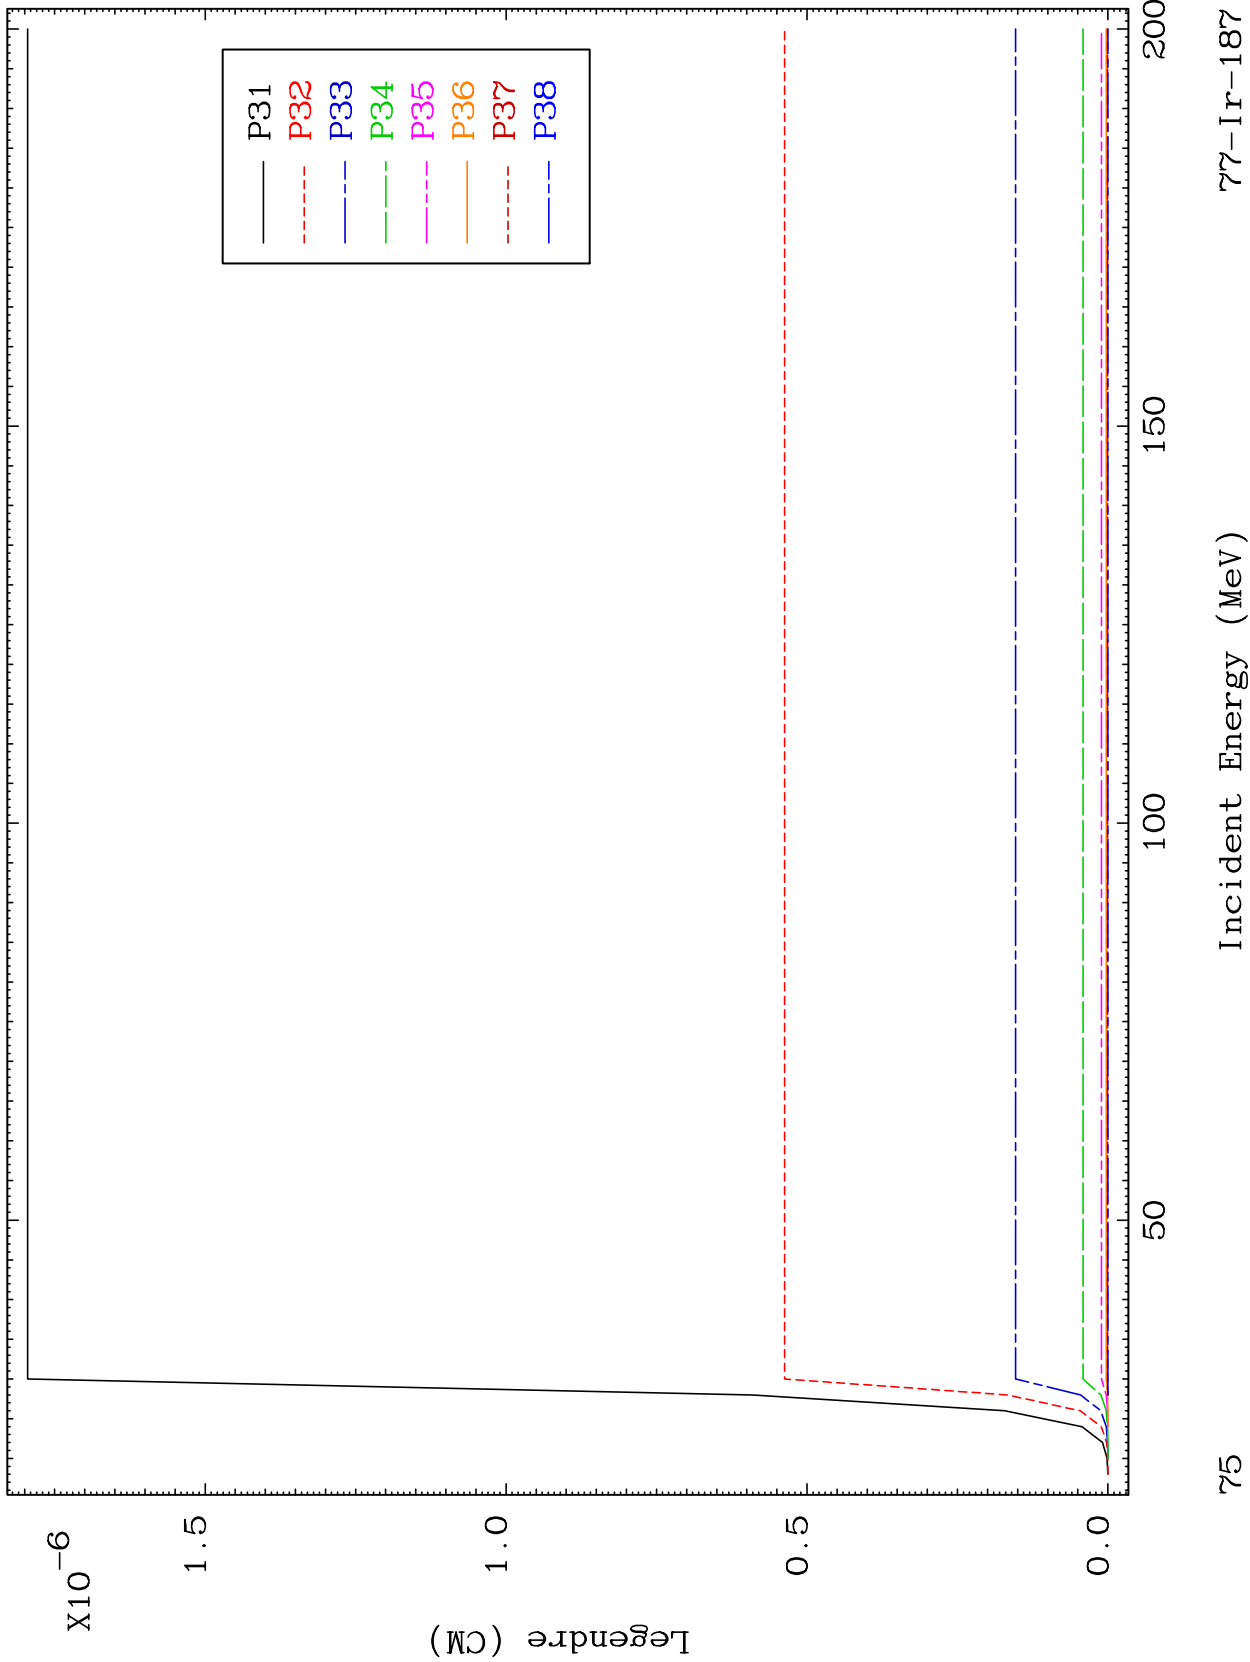 X10-6
1.5
1.0
0.5
0.0
Legendre (CM)
P31
P32
P33
P34
P35
P36
P37
P38
50
100
150
200
Incident Energy (MeV)
75
77-Ir-187